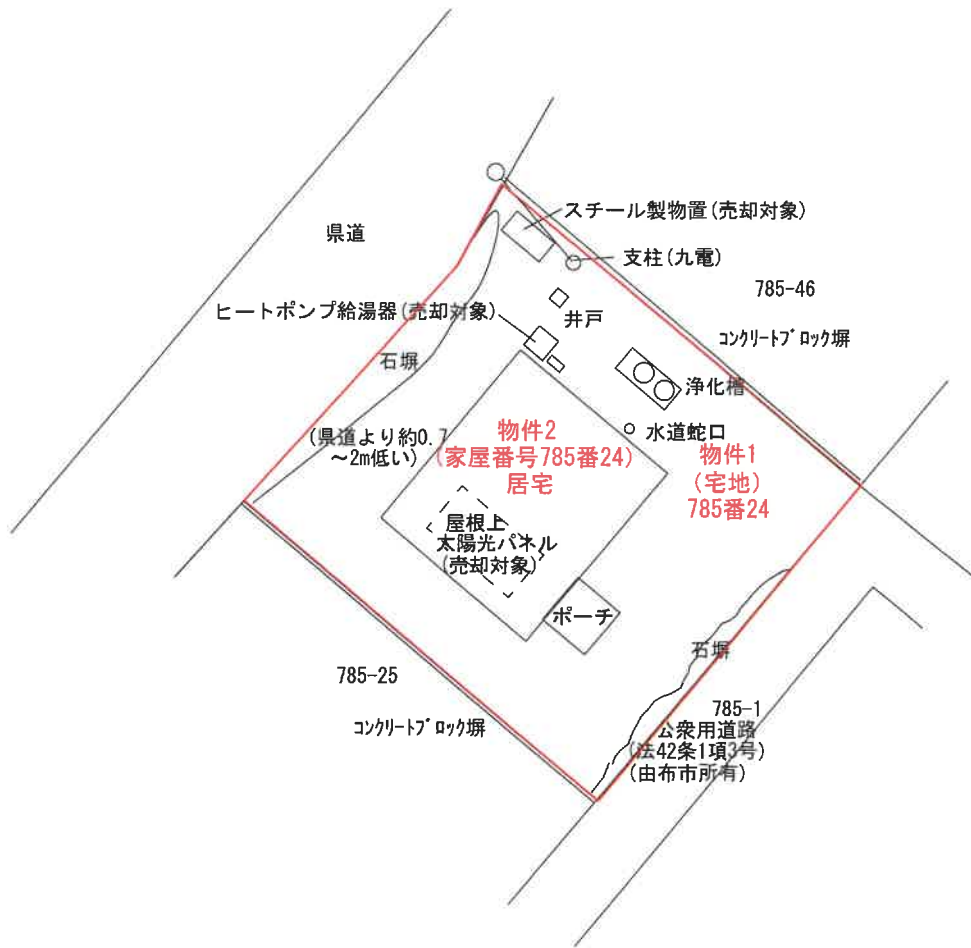 スチール製物置(売却対象)
県道
支柱(九電)
785-46
ヒートポンプ給湯器(売却対象)
井戸
コンクリートブロック塀
石塀
浄化槽
(県道より約0.7
～2m低い)
物件2
(家屋番号785番24)
居宅
水道蛇口
物件1
(宅地)
785番24
屋根上
太陽光パネル
(売却対象)
ポーチ
石塀
785-25
コンクリートブロック塀
785-1
公衆用道路
(法42条1項3号)
(由布市所有)